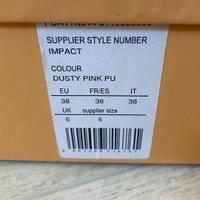 SUPPLIER STYLE NUMBER
IMPACT
COLOUR
DUSTY PINK PU
EU FR/ES IT
38 38 38
UK supplier size
5 5